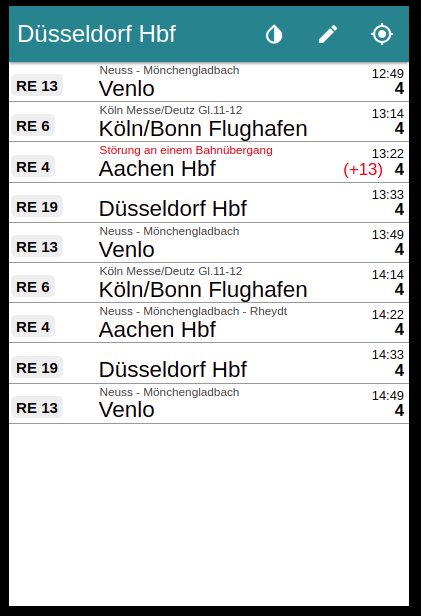 Düsseldorf Hbf
Neuss - Mönchengladbach
12:49
RE 13
Venlo
4
Köln Messe/Deutz Gl.11-12
13:14
RE 6
Köln/Bonn Flughafen
4
Störung an einem Bahnübergang
13:22
RE 4
Aachen Hbf
(+13) 4
13:33
RE 19
Düsseldorf Hbf
4
Neuss - Mönchengladbach
13:49
RE 13
Venlo
4
Köln Messe/Deutz Gl.11-12
14:14
RE 6
Köln/Bonn Flughafen
4
Neuss - Mönchengladbach - Rheydt
14:22
RE 4
Aachen Hbf
4
14:33
RE 19
Düsseldorf Hbf
4
Neuss - Mönchengladbach
14:49
RE 13
Venlo
4